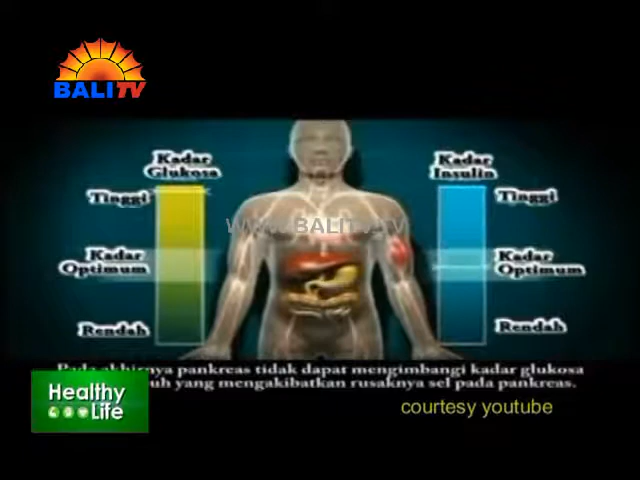 BALI TV
Kadar
Glukosa
Kadar
Insulin
Tinggi
Tinggi
www.BALITV.TV
Kadar
Optimum
Kadar
Optimum
Rendah
Rendah
Pada akhirnya pankreas tidak dapat mengimbangi kadar glukosa
uh yang mengakibatkan rusaknya sel pada pankreas.
Healthy
Life
courtesy youtube